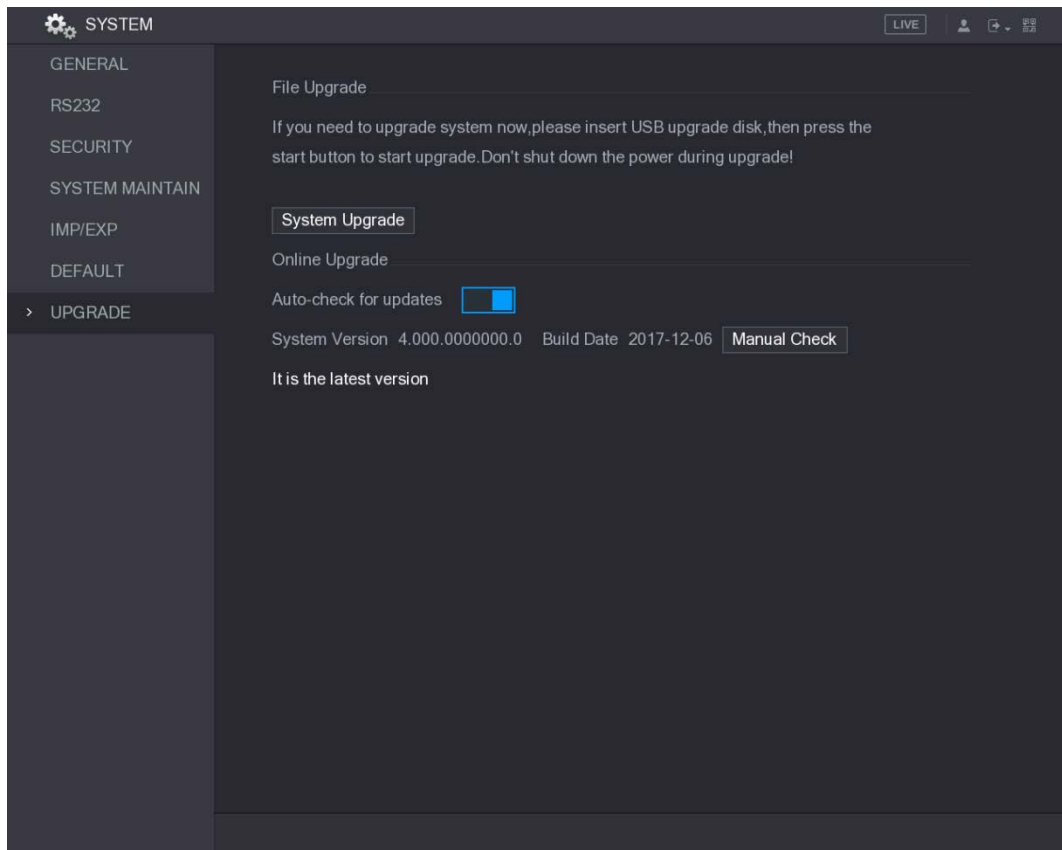 SYSTEM
LIVE
GENERAL
RS232
SECURITY
SYSTEM MAINTAIN
IMP/EXP
DEFAULT
> UPGRADE
File Upgrade
If you need to upgrade system now,please insert USB upgrade disk,then press the
start button to start upgrade.Don't shut down the power during upgrade!
System Upgrade
Online Upgrade
Auto-check for updates
System Version 4.000.0000000.0 Build Date 2017-12-06 Manual Check
It is the latest version